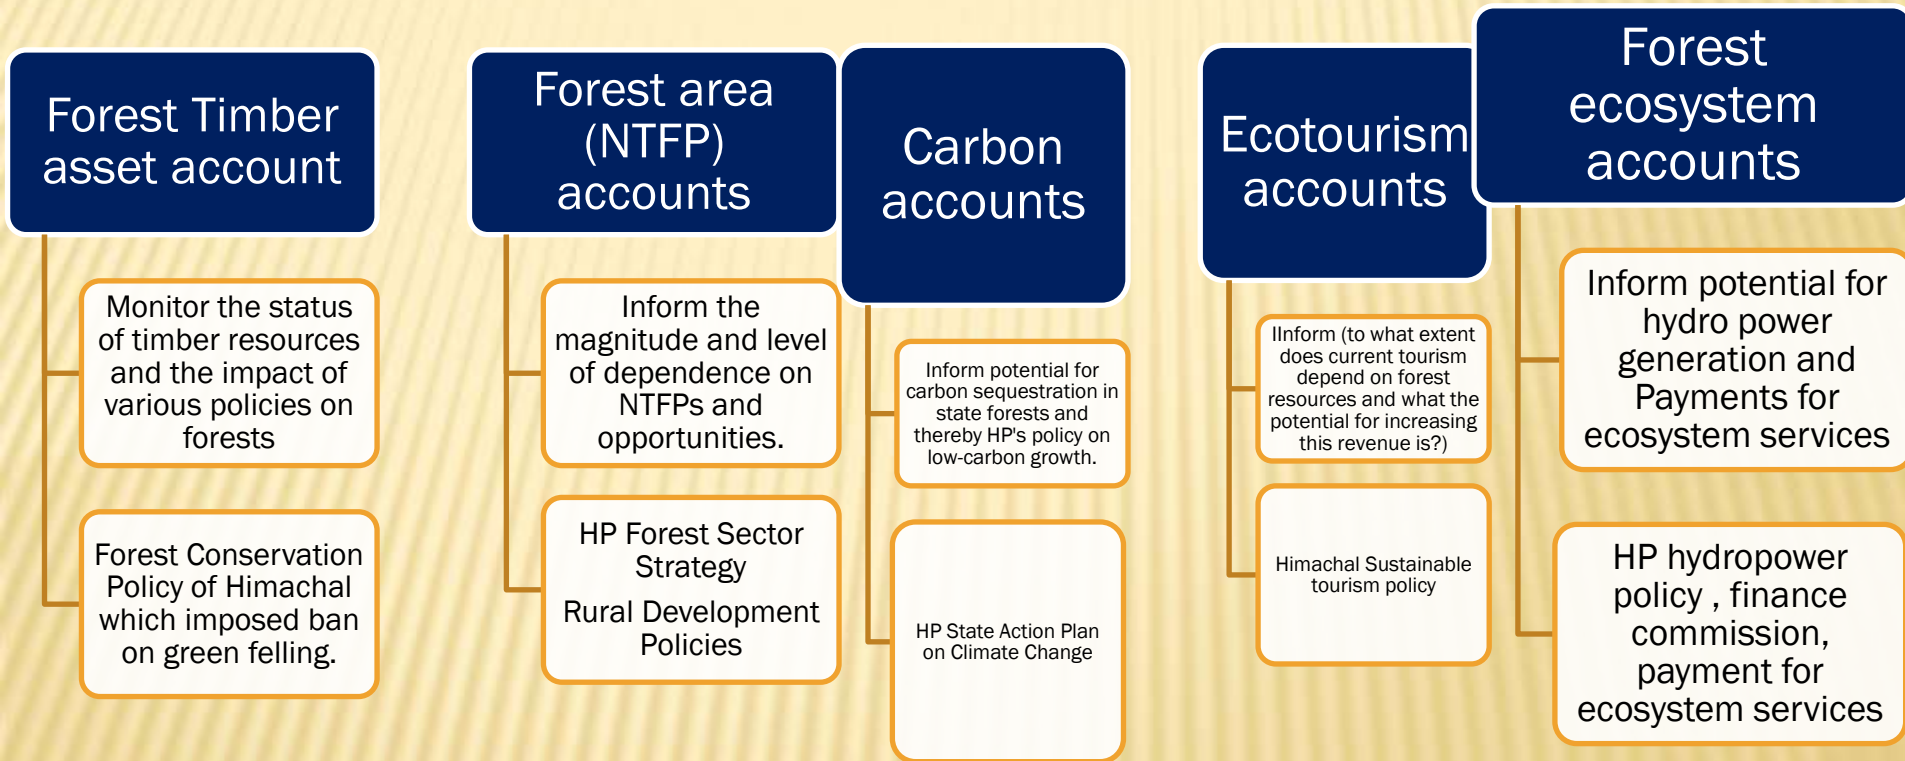 Forest Timber
asset account
Monitor the status
of timber resources
and the impact of
various policies on
forests
Forest Conservation
Policy of Himachal
which imposed ban
on green felling.
Forest area
(NTFP)
accounts
Inform the
magnitude and level
of dependence on
NTFPs and
opportunities.
HP Forest Sector
Strategy
Rural Development
Policies
Carbon
accounts
Inform potential for
carbon sequestration in
state forests and
thereby HP's policy on
low-carbon growth.
HP State Action Plan
on Climate Change
Ecotourism
accounts
IInform (to what extent
does current tourism
depend on forest
resources and what the
potential for increasing
this revenue is?)
Himachal Sustainable
tourism policy
Forest
ecosystem
accounts
Inform potential for
hydro power
generation and
Payments for
ecosystem services
HP hydropower
policy , finance
commission,
payment for
ecosystem services